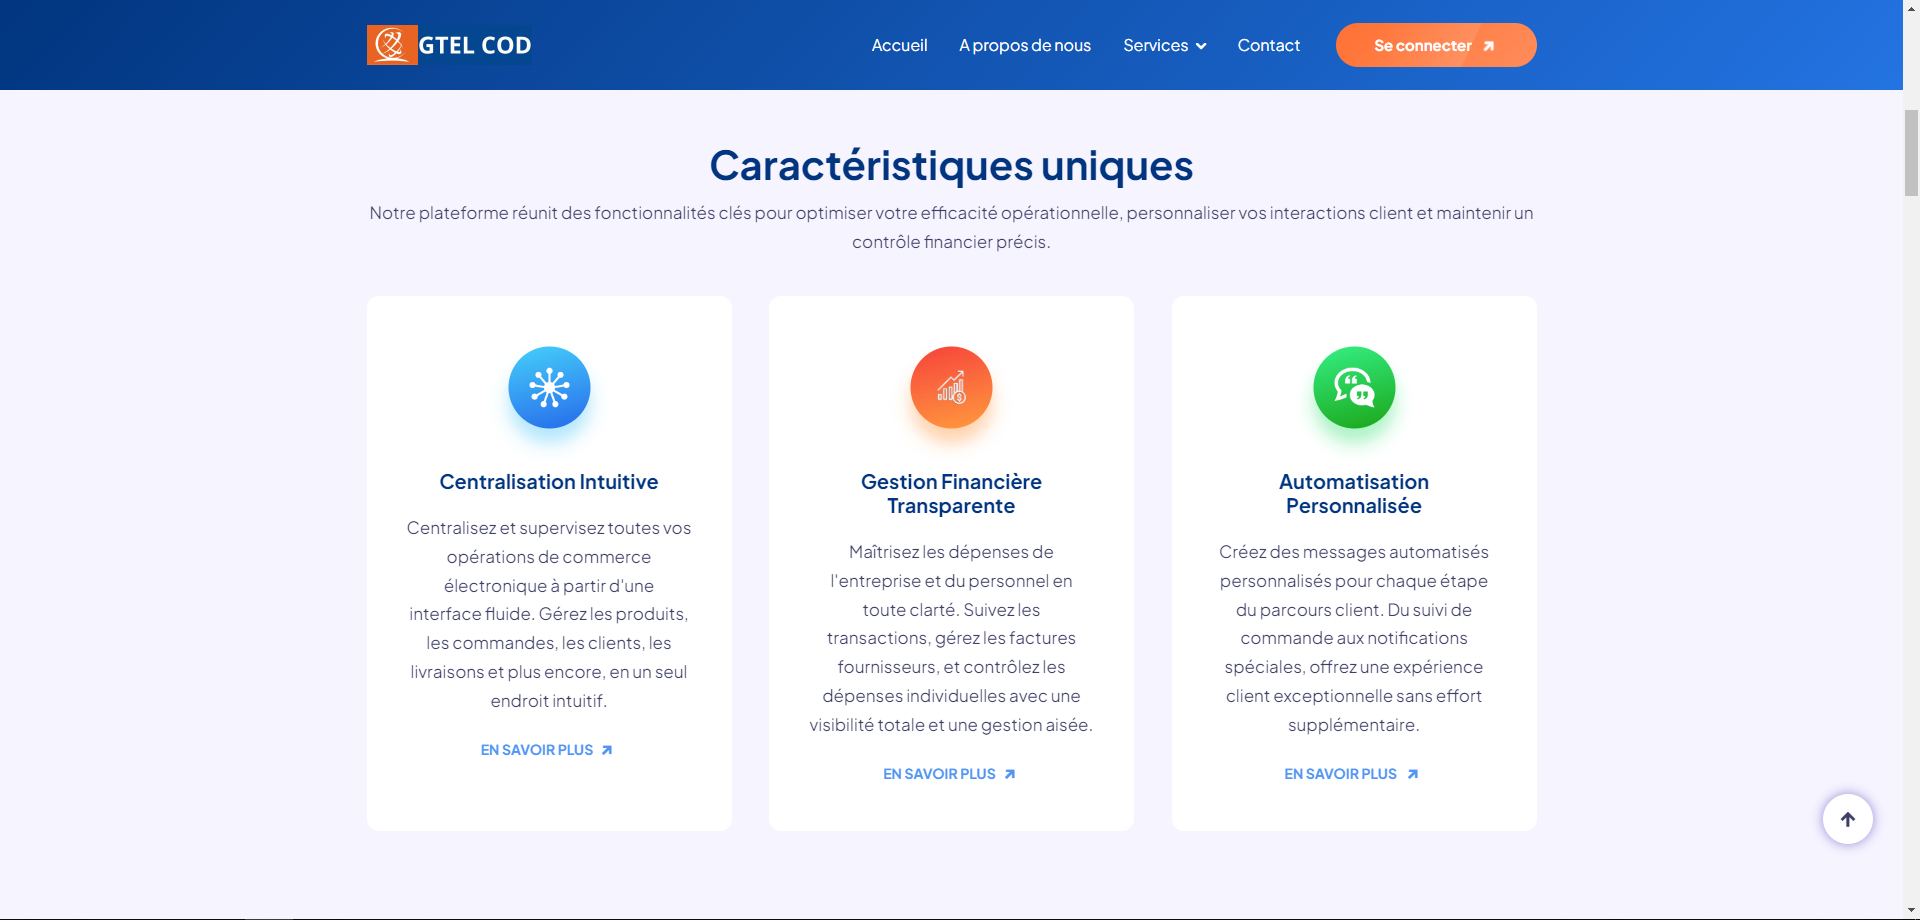 GTEL COD
Accueil
A propos de nous
Services
Contact
Se connecter
Caractéristiques uniques
Notre plateforme réunit des fonctionnalités clés pour optimiser votre efficacité opérationnelle, personnaliser vos interactions client et maintenir un
contrôle financier précis.
Centralisation Intuitive
Centralisez et supervisez toutes vos
opérations de commerce
électronique à partir d'une
interface fluide. Gérez les produits,
les commandes, les clients, les
livraisons et plus encore, en un seul
endroit intuitif.
EN SAVOIR PLUS
Gestion Financière
Transparente
Maîtrisez les dépenses de
l'entreprise et du personnel en
toute clarté. Suivez les
transactions, gérez les factures
fournisseurs, et contrôlez les
dépenses individuelles avec une
visibilité totale et une gestion aisée.
EN SAVOIR PLUS
Automatisation
Personnalisée
Créez des messages automatisés
personnalisés pour chaque étape
du parcours client. Du suivi de
commande aux notifications
spéciales, offrez une expérience
client exceptionnelle sans effort
supplémentaire.
EN SAVOIR PLUS